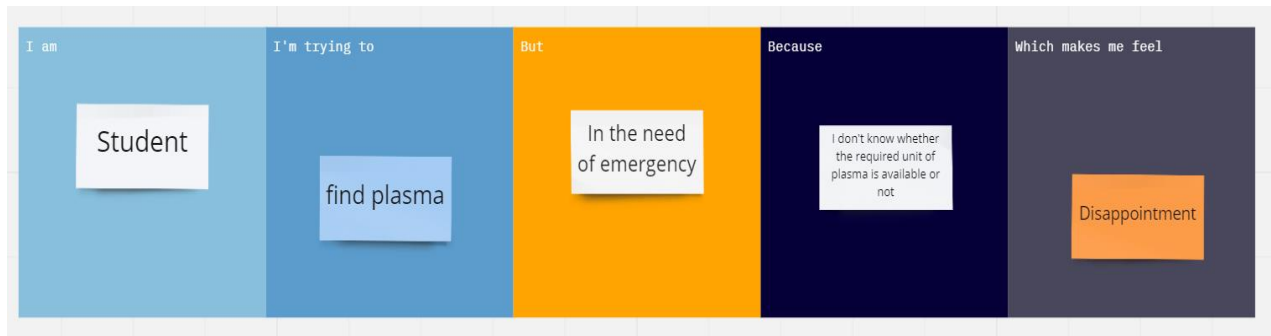 I am
Student
I'm trying to
find plasma
But
In the need
of emergency
Because
I don't know whether
the required unit of
plasma is available or
not
Which makes me feel
Disappointment